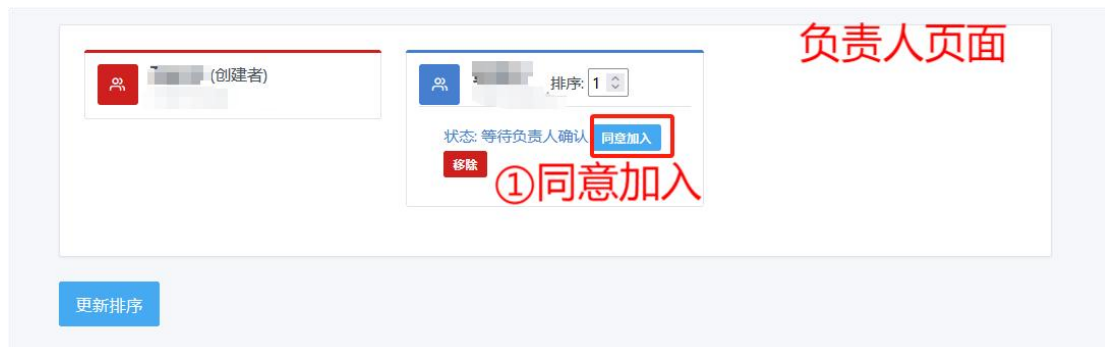 负责人页面
(创建者)
排序: 1
状态: 等待负责人确认 同意加入
移除
①同意加入
更新排序